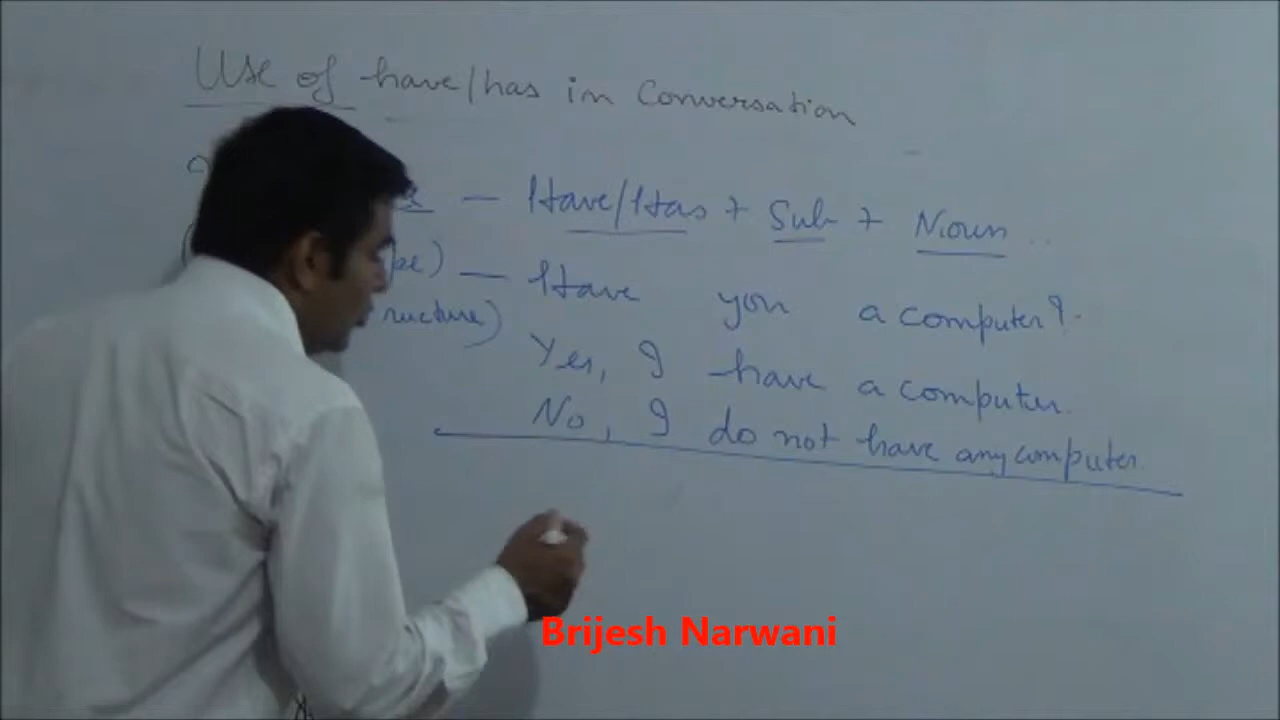 Use of have/has in Conversation
— Have/Has + Sub + Noun
— Have you a computer?
ructure)
Yes, I have a computer.
No, I do not have any computer.
Brijesh Narwani